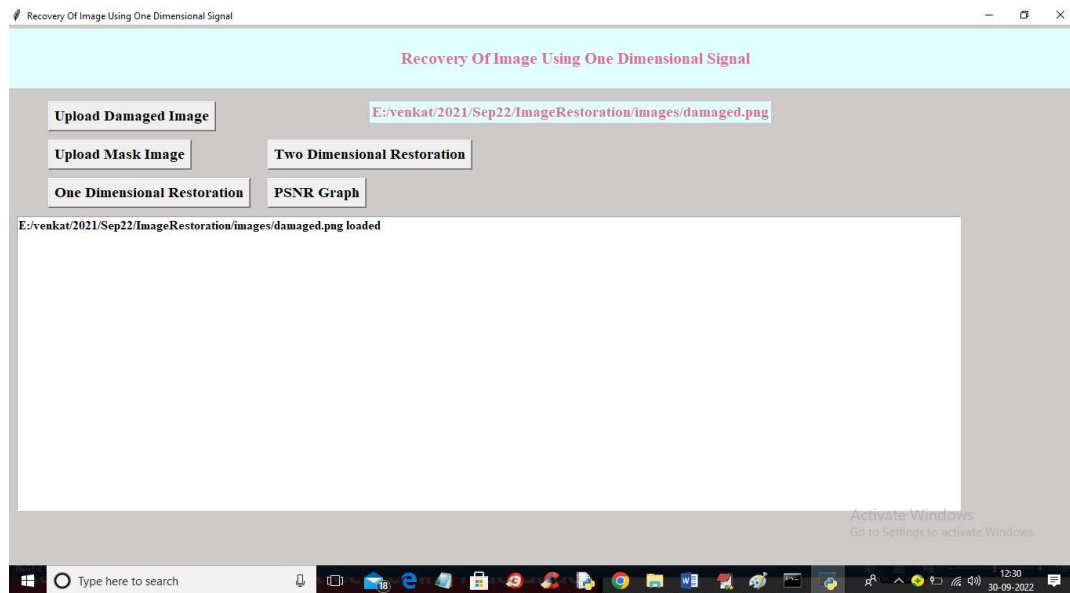 Recovery Of Image Using One Dimensional Signal
Recovery Of Image Using One Dimensional Signal
Upload Damaged Image
E:/venkat/2021/Sep22/ImageRestoration/images/damaged.png
Upload Mask Image
Two Dimensional Restoration
One Dimensional Restoration
PSNR Graph
E:/venkat/2021/Sep22/ImageRestoration/images/damaged.png loaded
Activate Windows
Go to Settings to activate Windows.
Type here to search
18
12:30
30-09-2022